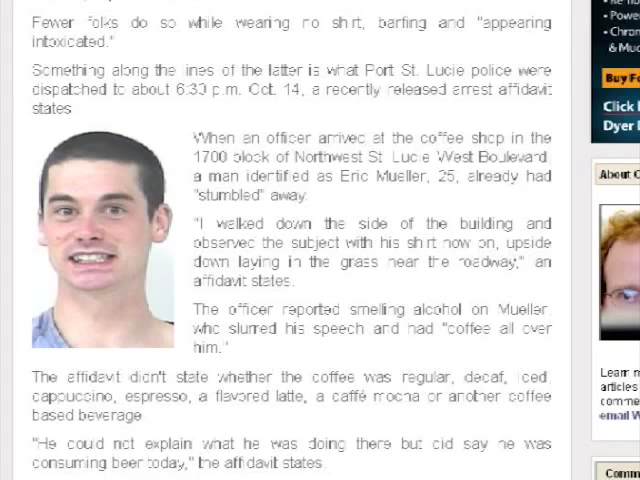 Fewer folks do so while wearing no shirt, barfing and "appearing
intoxicated."
Something along the lines of the latter is what Port St. Lucie police were
dispatched to about 6:30 p.m. Oct. 14, a recently released arrest affidavit
states
When an officer arrived at the coffee shop in the
1700 block of Northwest St. Lucie West Boulevard,
a man identified as Eric Mueller, 25, already had
"stumbled" away.
"I walked down the side of the building and
observed the subject with his shirt now on, upside
down laying in the grass near the roadway," an
affidavit states.
The officer reported smelling alcohol on Mueller,
who slurred his speech and had "coffee all over
him."
The affidavit didn't state whether the coffee was regular, decaf, iced,
cappuccino, espresso, a flavored latte, a caffé mocha or another coffee
based beverage
"He could not explain what he was doing there but did say he was
consuming beer today," the affidavit states.
• Power
• Chron
& Muc
Buy Fo
Click
Dyer
About C
Learn m
articles
comme
email W
Comm